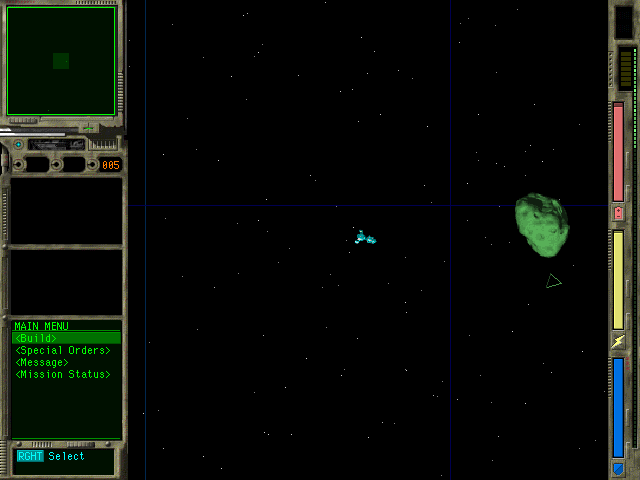 005
MAIN MENU
<Build>
<Special Orders>
<Message>
<Mission Status>
RGHT Select